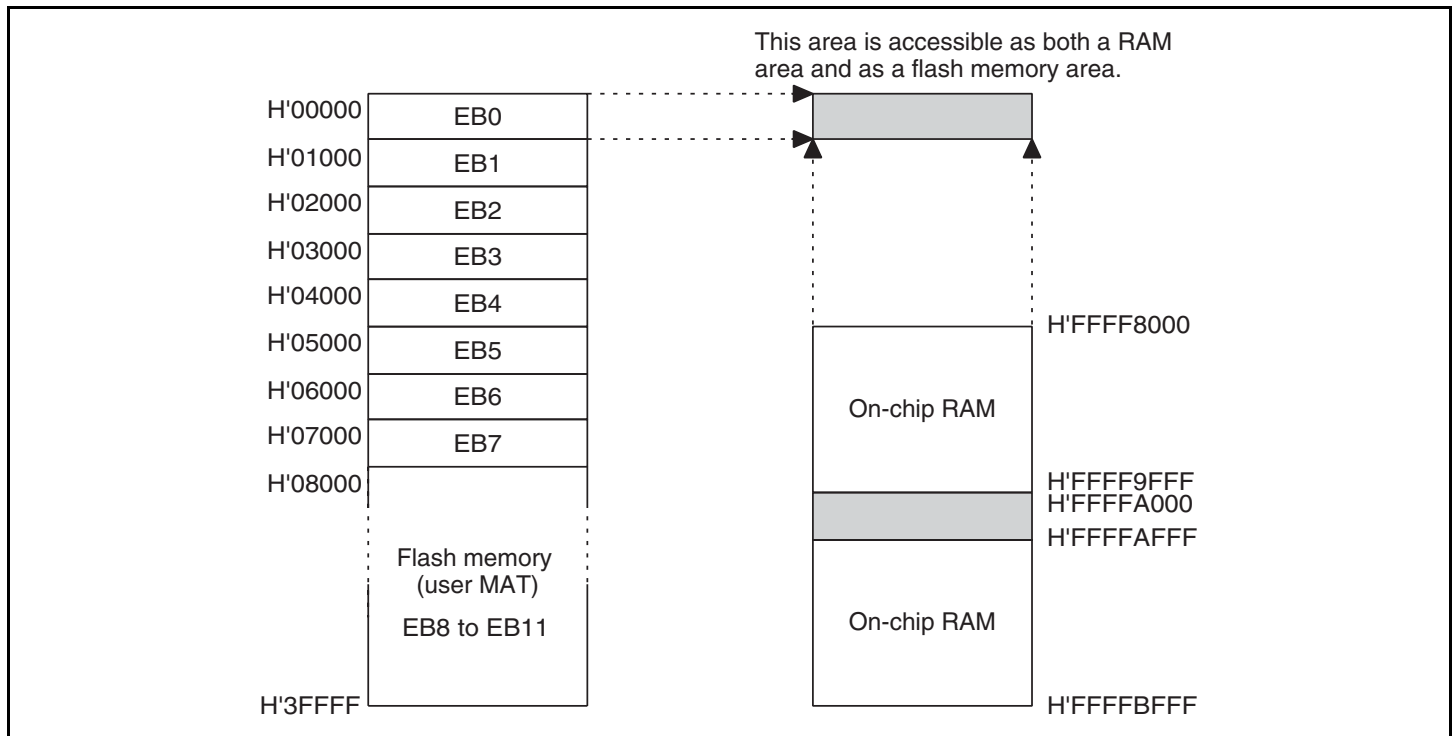 This area is accessible as both a RAM
area and as a flash memory area.
H'00000
EB0
H'01000
EB1
H'02000
EB2
H'03000
EB3
H'04000
EB4
H'05000
EB5
H'06000
EB6
H'07000
EB7
H'08000
Flash memory
(user MAT)
EB8 to EB11
H'3FFFF
H'FFFF8000
On-chip RAM
H'FFFF9FFF
H'FFFFA000
H'FFFFAFFF
On-chip RAM
H'FFFFBFFF